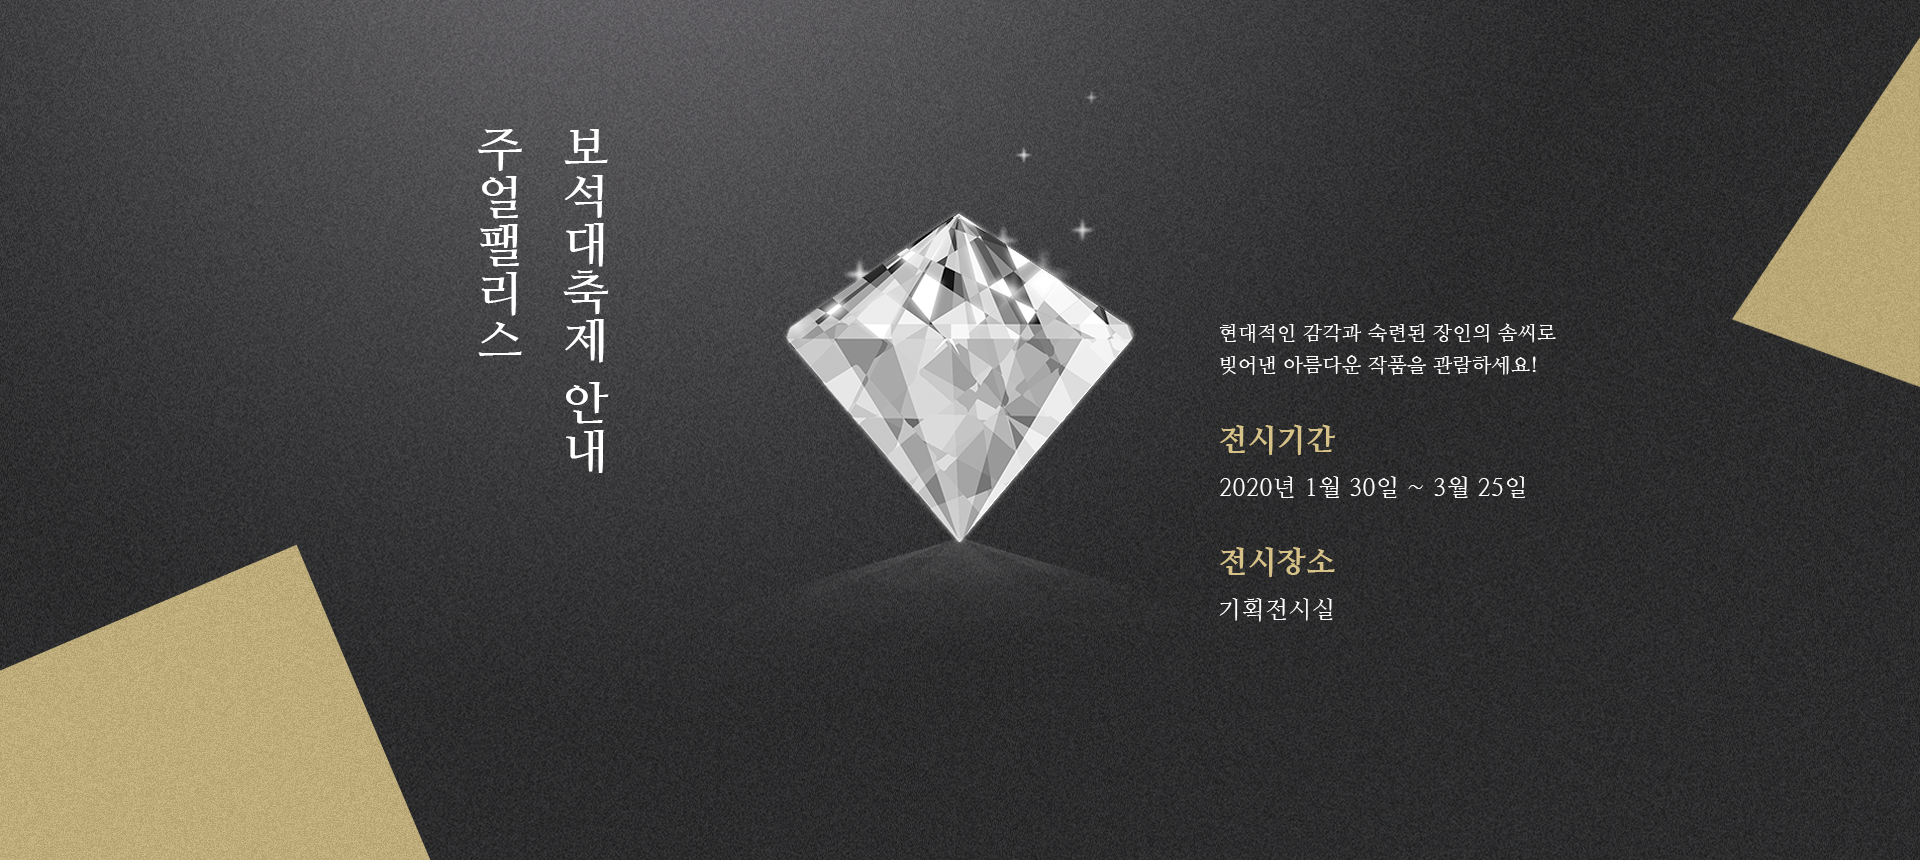 주얼팰리스
보석대축제 안내
현대적인 감각과 숙련된 장인의 솜씨로
빚어낸 아름다운 작품을 관람하세요!
전시기간
2020년 1월 30일 ~ 3월 25일
전시장소
기획전시실